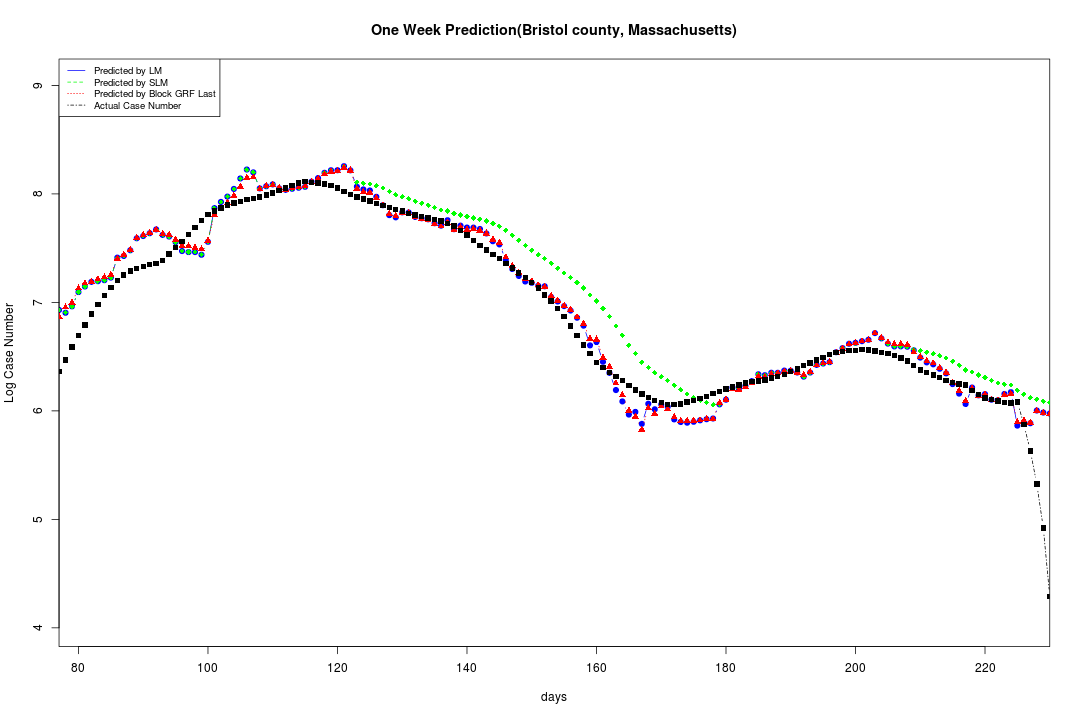 One Week Prediction(Bristol county, Massachusetts)
Predicted by LM
Predicted by SLM
Predicted by Block GRF Last
Actual Case Number
9
8
7
6
5
4
Log Case Number
80 100 120 140 160 180 200 220
days